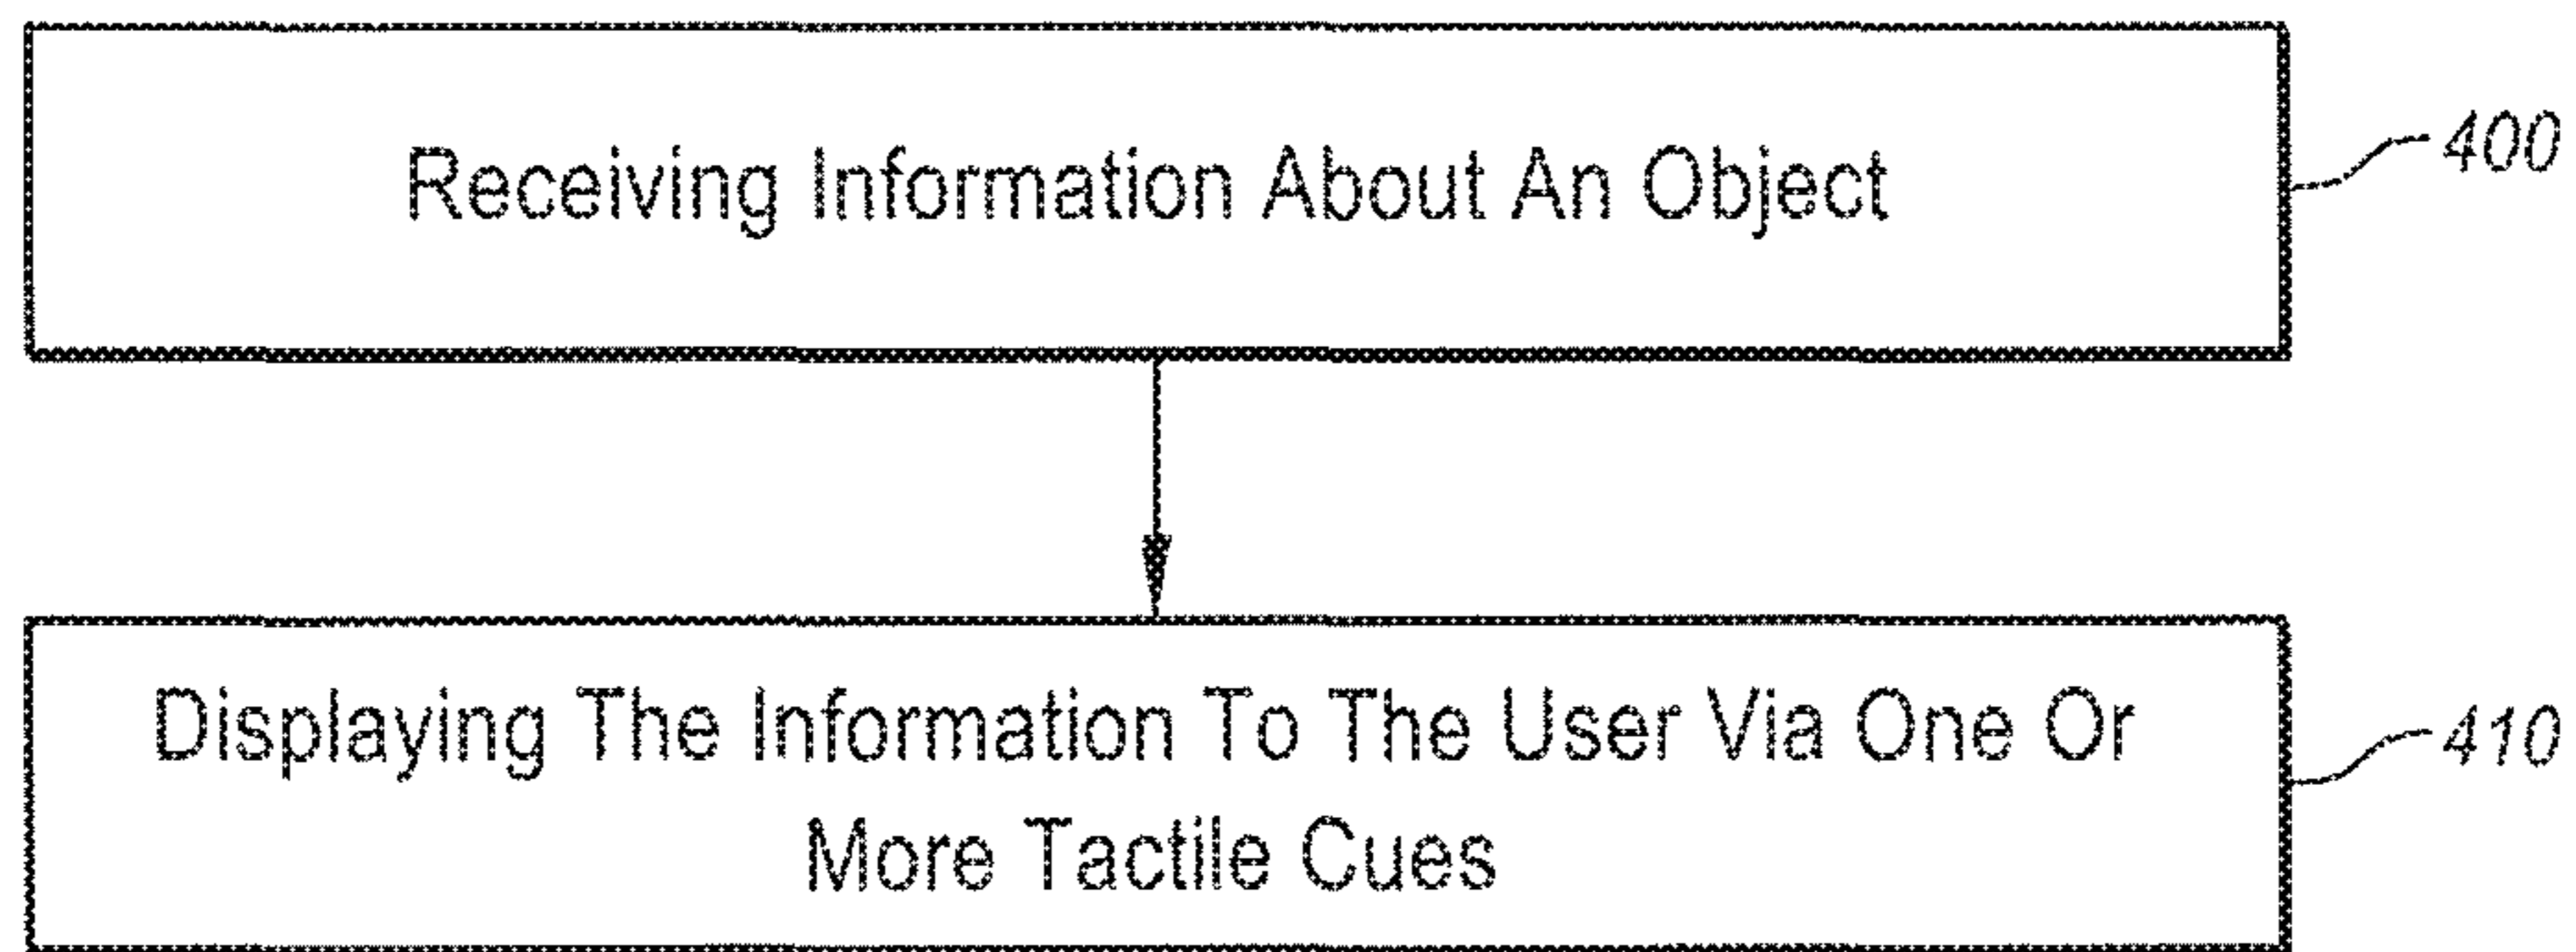 Receiving Information About An Object
400
Displaying The Information To The User Via One Or
More Tactile Cues
410